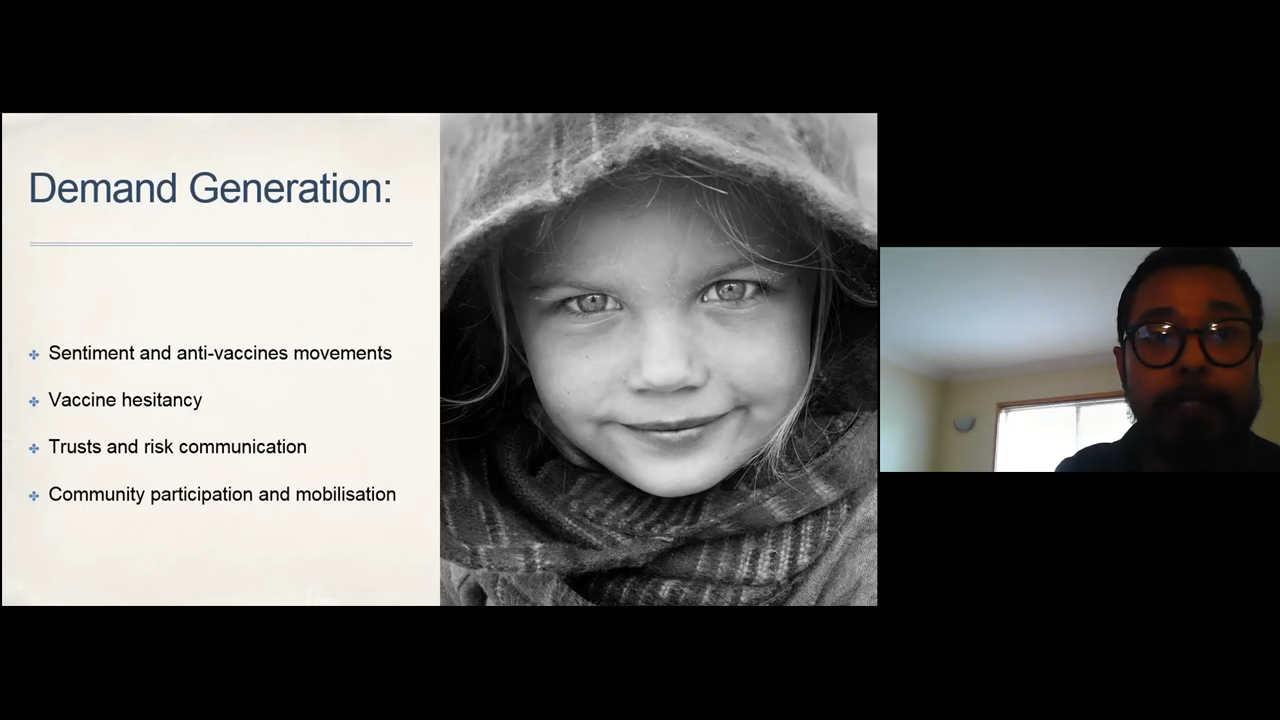 Demand Generation:
Sentiment and anti-vaccines movements
Vaccine hesitancy
Trusts and risk communication
Community participation and mobilisation